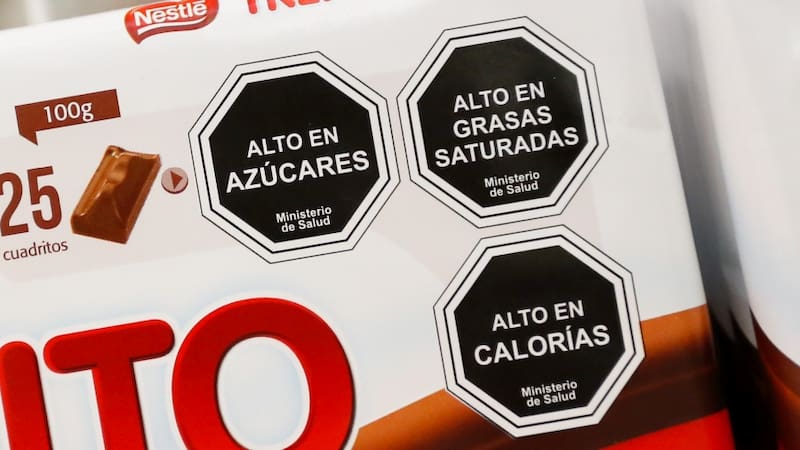 Nestlé
100g
25
cuadritos
ALTO EN
AZÚCARES
Ministerio
de Salud
ALTO EN
GRASAS
SATURADAS
Ministerio
de Salud
ALTO EN
CALORÍAS
Ministerio
de Salud
ITO